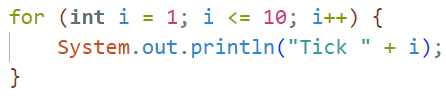 for (int i = 1; i <= 10; i++) {
    System.out.println("Tick " + i);
}